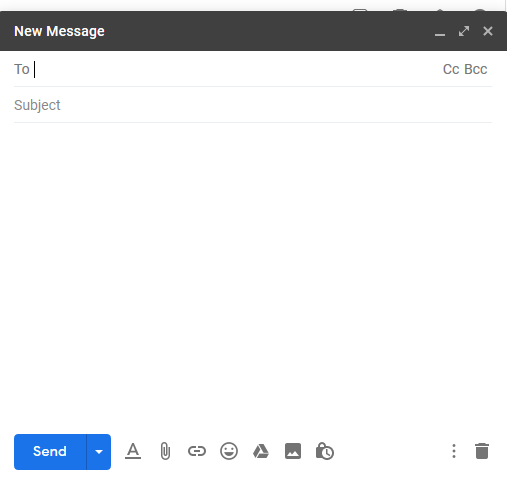 New Message
To Cc Bcc
Subject
Send